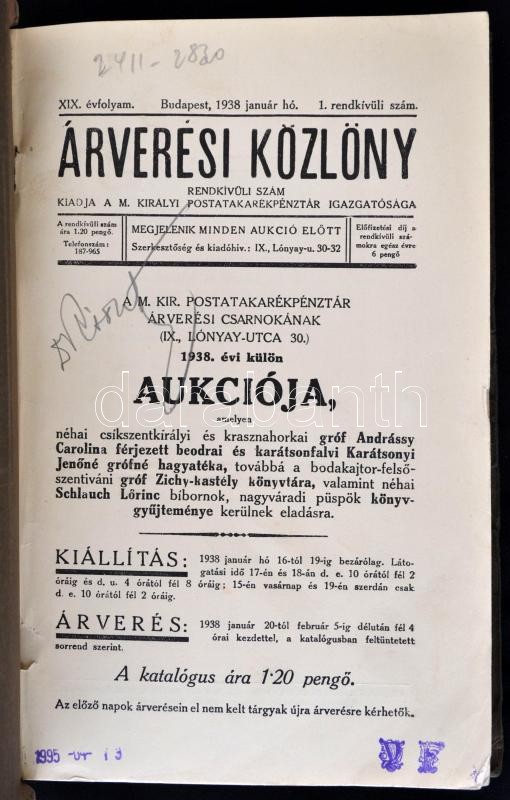 2411-2830
XIX. évfolyam. Budapest, 1938 január hó. 1. rendkívüli szám.
ÁRVERÉSI KÖZLÖNY
RENDKÍVÜLI SZÁM
KIADJA A M. KIRALYI POSTATAKARÉKPÉNZTÁR IGAZGATÓSÁGA
A rendkívüli szám
ára 1.20 pengő.
Telefonszám:
187-965
MEGJELENIK MINDEN AUKCIÓ ELŐTT
Szerkesztőség és kiadóhiv.: IX., Lónyay-u. 30-32
Előfizetési díj a
rendkívüli szá-
mokra egész évre
6 pengő
A M. KIR. POSTATAKARÉKPÉNZTÁR
ÁRVERÉSI CSARNOKÁNAK
(IX., LÓNYAY-UTCA 30.)
1938. évi külön
AUKCIÓJA,
amelyen
néhai csíkszentkirályi és krasznahorkai gróf Andrássy
Carolina férjezett beodrai és karátsonfalvi Karátsonyi
Jenőné grófné hagyatéka, továbbá a bodakajtor-felső-
szentiváni gróf Zichy-kastély könyvtára, valamint néhai
Schlauch Lőrinc bíbornok, nagyváradi püspök könyv-
gyűjteménye kerülnek eladásra.
KIÁLLÍTÁS: 1938 január hó 16-tól 19-ig bezárólag. Láto-
gatási idő 17-én és 18-án d. e. 10 órától fél 2
óráig és d. u. 4 órától fél 8 óráig; 15-én vasárnap és 19-én szerdán csak
d. e. 10 órától fél 2 óráig.
ÁRVERÉS: 1938 január 20-tól február 5-ig délután fél 4
órai kezdettel, a katalógusban feltüntetett
sorrend szerint.
A katalógus ára 1·20 pengő.
Az előző napok árverésein el nem kelt tárgyak újra árverésre kérhetők.
darabanth